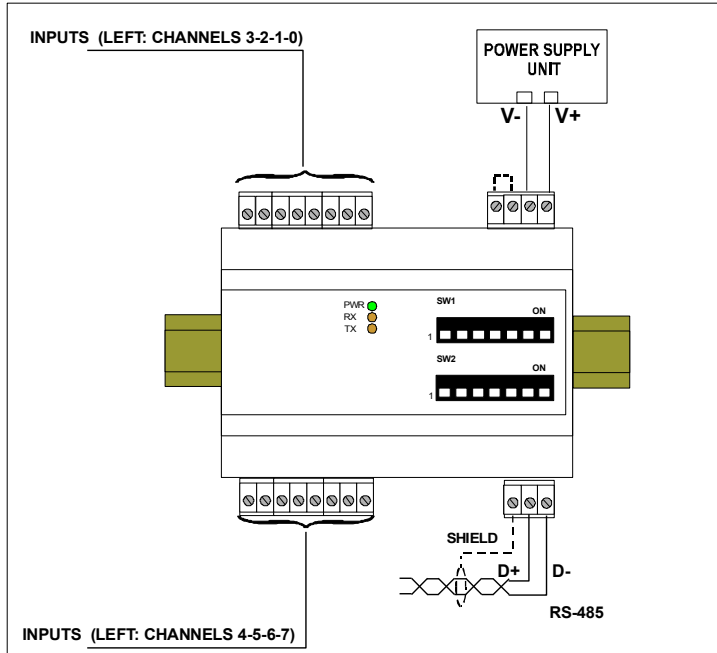 INPUTS (LEFT: CHANNELS 3-2-1-0)
POWER SUPPLY
UNIT
V- V+
PWR
RX
TX
SW1
ON
1
SW2
ON
1
SHIELD
D+ D-
RS-485
INPUTS (LEFT: CHANNELS 4-5-6-7)